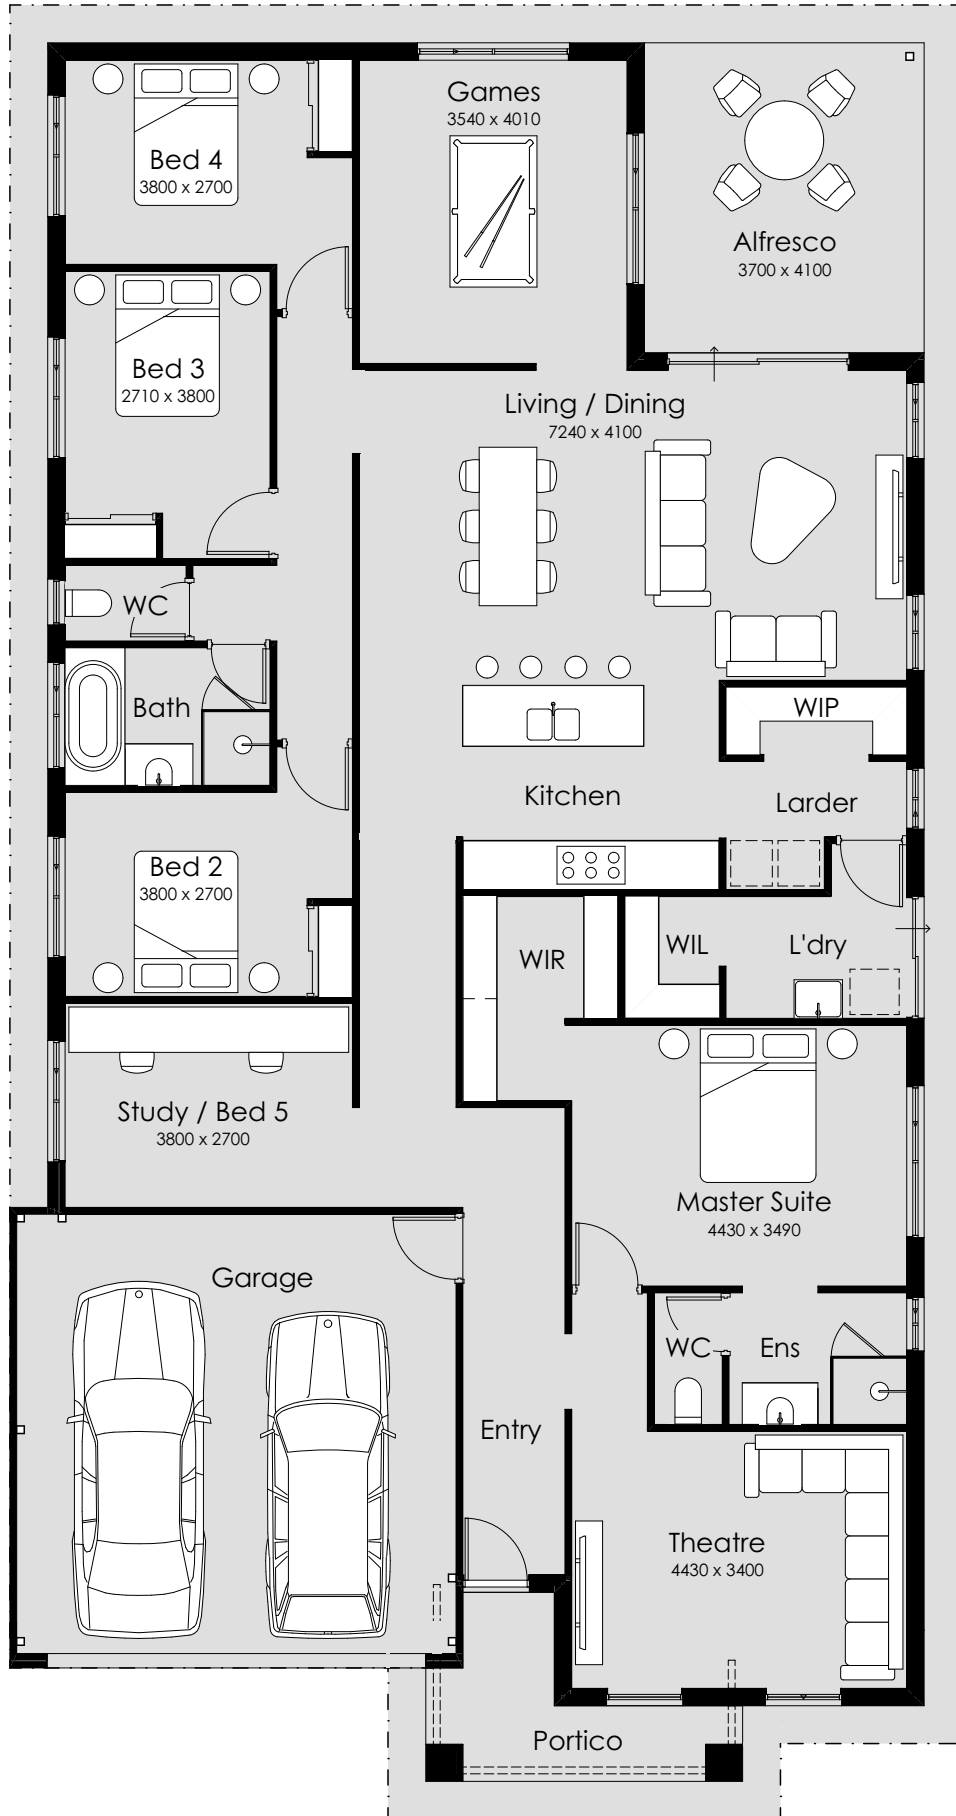 Games
3540 x 4010
Bed 4
3800 x 2700
Alfresco
3700 x 4100
Bed 3
2710 x 3800
Living / Dining
7240 x 4100
WC
Bath
WIP
Kitchen
Larder
Bed 2
3800 x 2700
WIR
WIL
L'dry
Study / Bed 5
3800 x 2700
Master Suite
4430 x 3490
Garage
WC
Ens
Entry
Theatre
4430 x 3400
Portico